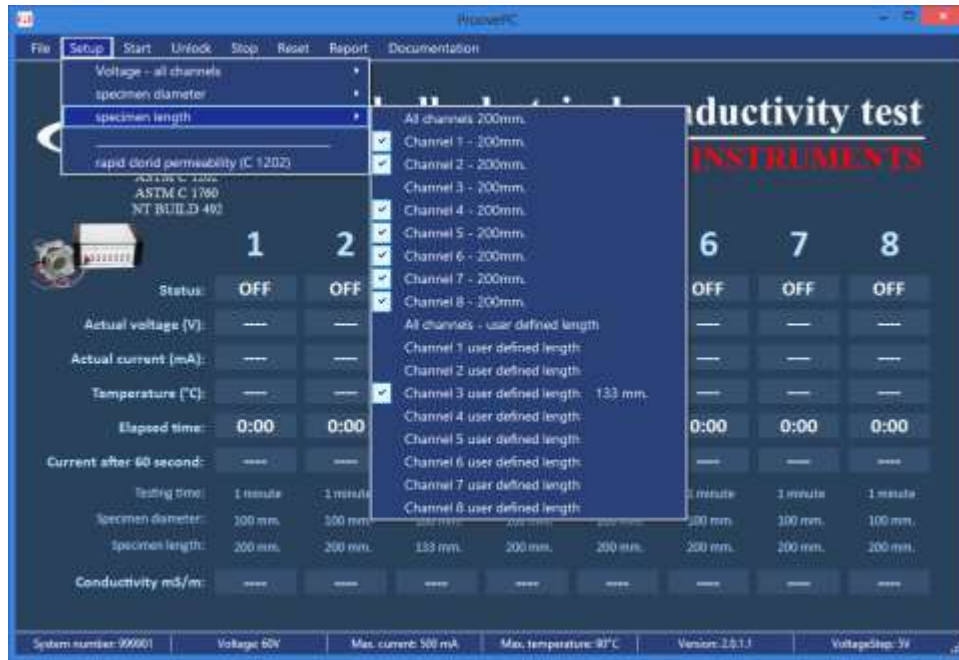 ProovePC
File Setup Start Unlock Stop Reset Report Documentation
Voltage - all channels
specimen diameter
specimen length
rapid clorid permeability (C 1202)
All channels 200mm.
Channel 1 - 200mm.
Channel 2 - 200mm.
Channel 3 - 200mm.
Channel 4 - 200mm.
Channel 5 - 200mm.
Channel 6 - 200mm.
Channel 7 - 200mm.
Channel 8 - 200mm.
All channels - user defined length
Channel 1 user defined length
Channel 2 user defined length
Channel 3 user defined length 133 mm.
Channel 4 user defined length
Channel 5 user defined length
Channel 6 user defined length
Channel 7 user defined length
Channel 8 user defined length
test
INSTRUMENTS
ASTM C 1760
NT BUILD 492
1 2 6 7 8
Status: OFF OFF OFF OFF OFF
Actual voltage (V): ---- ---- ---- ---- ----
Actual current (mA): ---- ---- ---- ---- ----
Temperature (°C): ---- ---- ---- ---- ----
Elapsed time: 0:00 0:00 0:00 0:00 0:00
Current after 60 second: ---- ---- ---- ---- ----
Testing time: 1 minute 1 minute 1 minute 1 minute 1 minute
Specimen diameter: 100 mm. 100 mm. 100 mm. 100 mm. 100 mm.
Specimen length: 200 mm. 200 mm. 133 mm. 200 mm. 200 mm. 200 mm. 200 mm. 200 mm.
Conductivity mS/m: ---- ---- ---- ---- ---- ---- ---- ----
System number: 999001 Voltage: 60V Max. current: 500 mA Max. temperature: 90°C Version: 2.0.1.1 VoltageStep: 5V